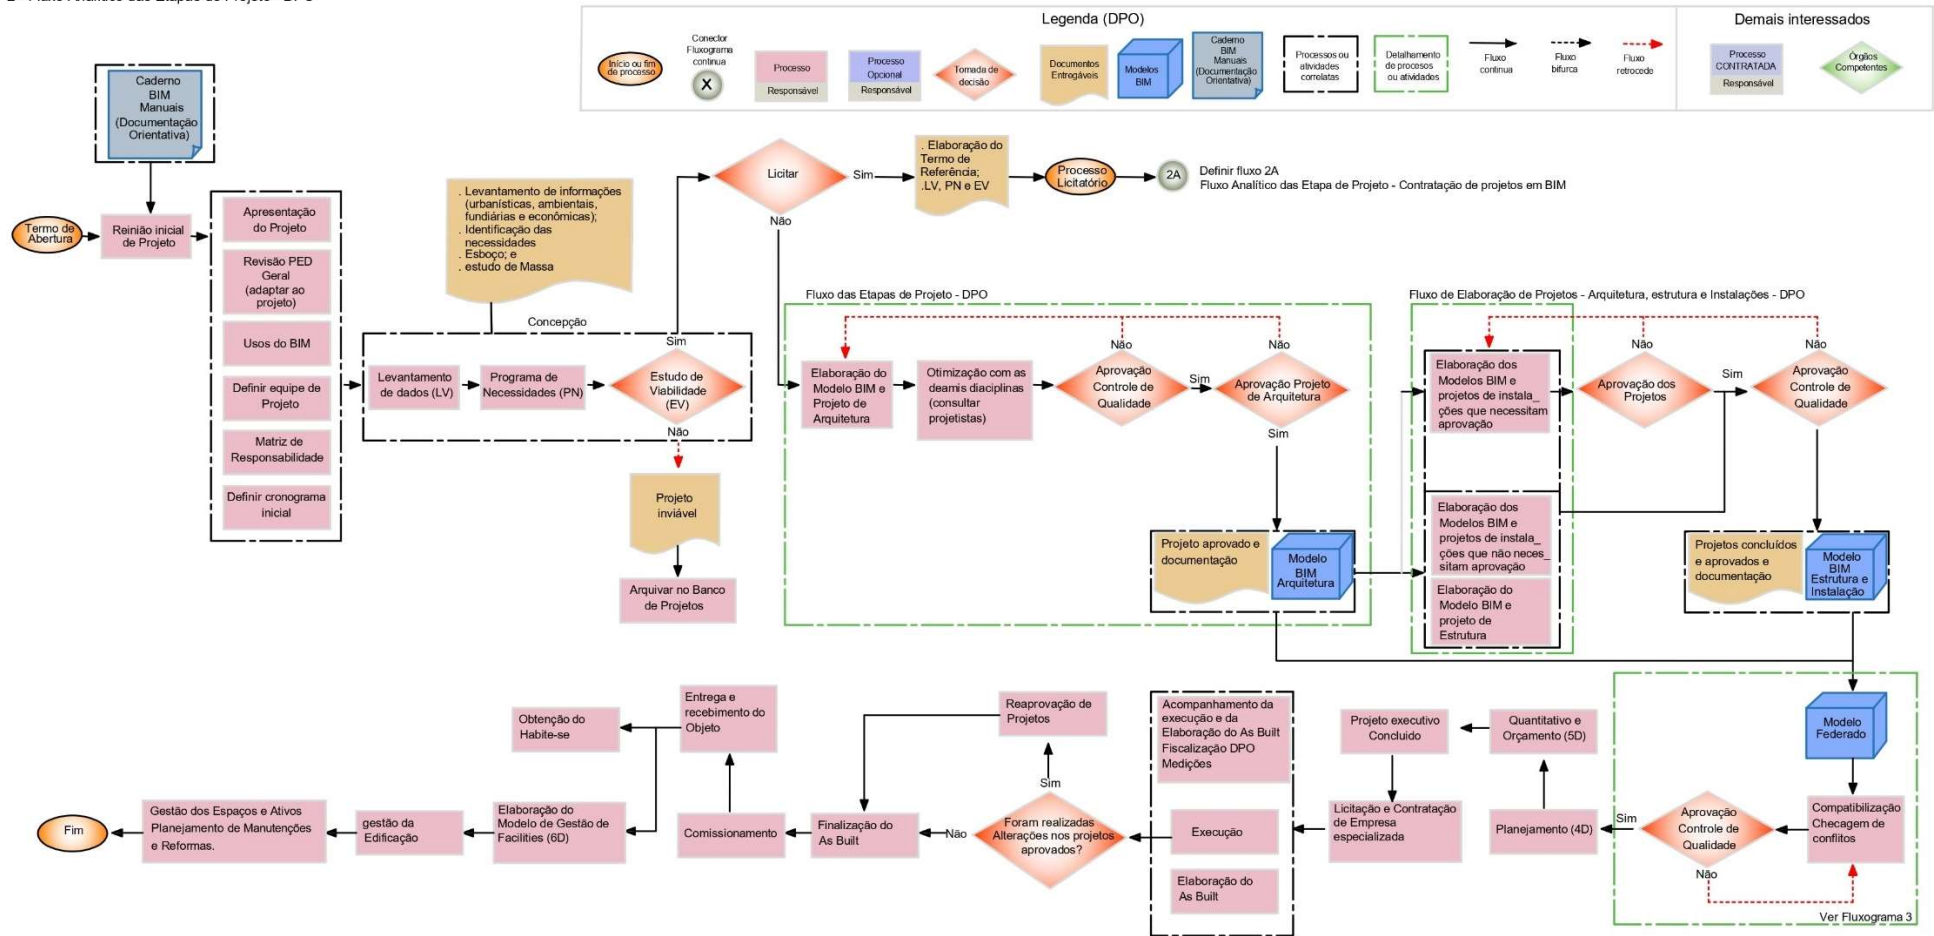 2 - Fluxo Analítico das Etapas de Projeto - DPO
Legenda (DPO)
Demais interessados
Início ou fim
de processo
Conector
Fluxograma
continua
X
Processo
Responsável
Processo
Opcional
Responsável
Tomada de
decisão
Documentos
Entregáveis
Modelos
BIM
Caderno
BIM
Manuais
(Documentação
Orientativa)
Processos ou
atividades
correlatas
Detalhamento
de procesos
ou atividades
Fluxo
continua
Fluxo
bifurca
Fluxo
retrocede
Processo
CONTRATADA
Responsável
Órgãos
Competentes
Caderno
BIM
Manuais
(Documentação
Orientativa)
Termo de
Abertura
Reinião inicial
de Projeto
Apresentação
do Projeto
Revisão PED
Geral
(adaptar ao
projeto)
Usos do BIM
Definir equipe de
Projeto
Matriz de
Responsabilidade
Definir cronograma
inicial
. Levantamento de informações
(urbanísticas, ambientais,
fundiárias e econômicas);
. Identificação das
necessidades
. Esboço; e
. estudo de Massa
Concepção
Levantamento
de dados (LV)
Programa de
Necessidades (PN)
Sim
Estudo de
Viabilidade
(EV)
Não
Projeto
inviável
Arquivar no Banco
de Projetos
Licitar
Sim
Não
. Elaboração do
Termo de
Referência;
.LV, PN e EV
Processo
Licitatório
2A
Definir fluxo 2A
Fluxo Analítico das Etapa de Projeto - Contratação de projetos em BIM
Fluxo das Etapas de Projeto - DPO
Elaboração do
Modelo BIM e
Projeto de
Arquitetura
Otimização com as
deamis diaciplinas
(consultar
projetistas)
Não
Aprovação
Controle de
Qualidade
Sim
Não
Aprovação Projeto
de Arquitetura
Sim
Projeto aprovado e
documentação
Modelo
BIM
Arquitetura
Fluxo de Elaboração de Projetos - Arquitetura, estrutura e Instalações - DPO
Elaboração dos
Modelos BIM e
projetos de instala_
ções que necessitam
aprovação
Elaboração dos
Modelos BIM e
projetos de instala_
ções que não neces_
sitam aprovação
Elaboração do
Modelo BIM e
projeto de
Estrutura
Não
Aprovação dos
Projetos
Sim
Não
Aprovação
Controle de
Qualidade
Projetos concluídos
e aprovados e
documentação
Modelo
BIM
Estrutura e
Instalação
Modelo
Federado
Compatibilização
Checagem de
conflitos
Aprovação
Controle de
Qualidade
Sim
Não
Ver Fluxograma 3
Planejamento (4D)
Quantitativo e
Orçamento (5D)
Projeto executivo
Concluido
Licitação e Contratação
de Empresa
especializada
Acompanhamento da
execução e da
Elaboração do As Built
Fiscalização DPO
Medições
Execução
Elaboração do
As Built
Foram realizadas
Alterações nos projetos
aprovados?
Sim
Não
Reaprovação de
Projetos
Finalização do
As Built
Comissionamento
Entrega e
recebimento do
Objeto
Obtenção do
Habite-se
Elaboração do
Modelo de Gestão de
Facilities (6D)
gestão da
Edificação
Gestão dos Espaços e Ativos
Planejamento de Manutenções
e Reformas.
Fim